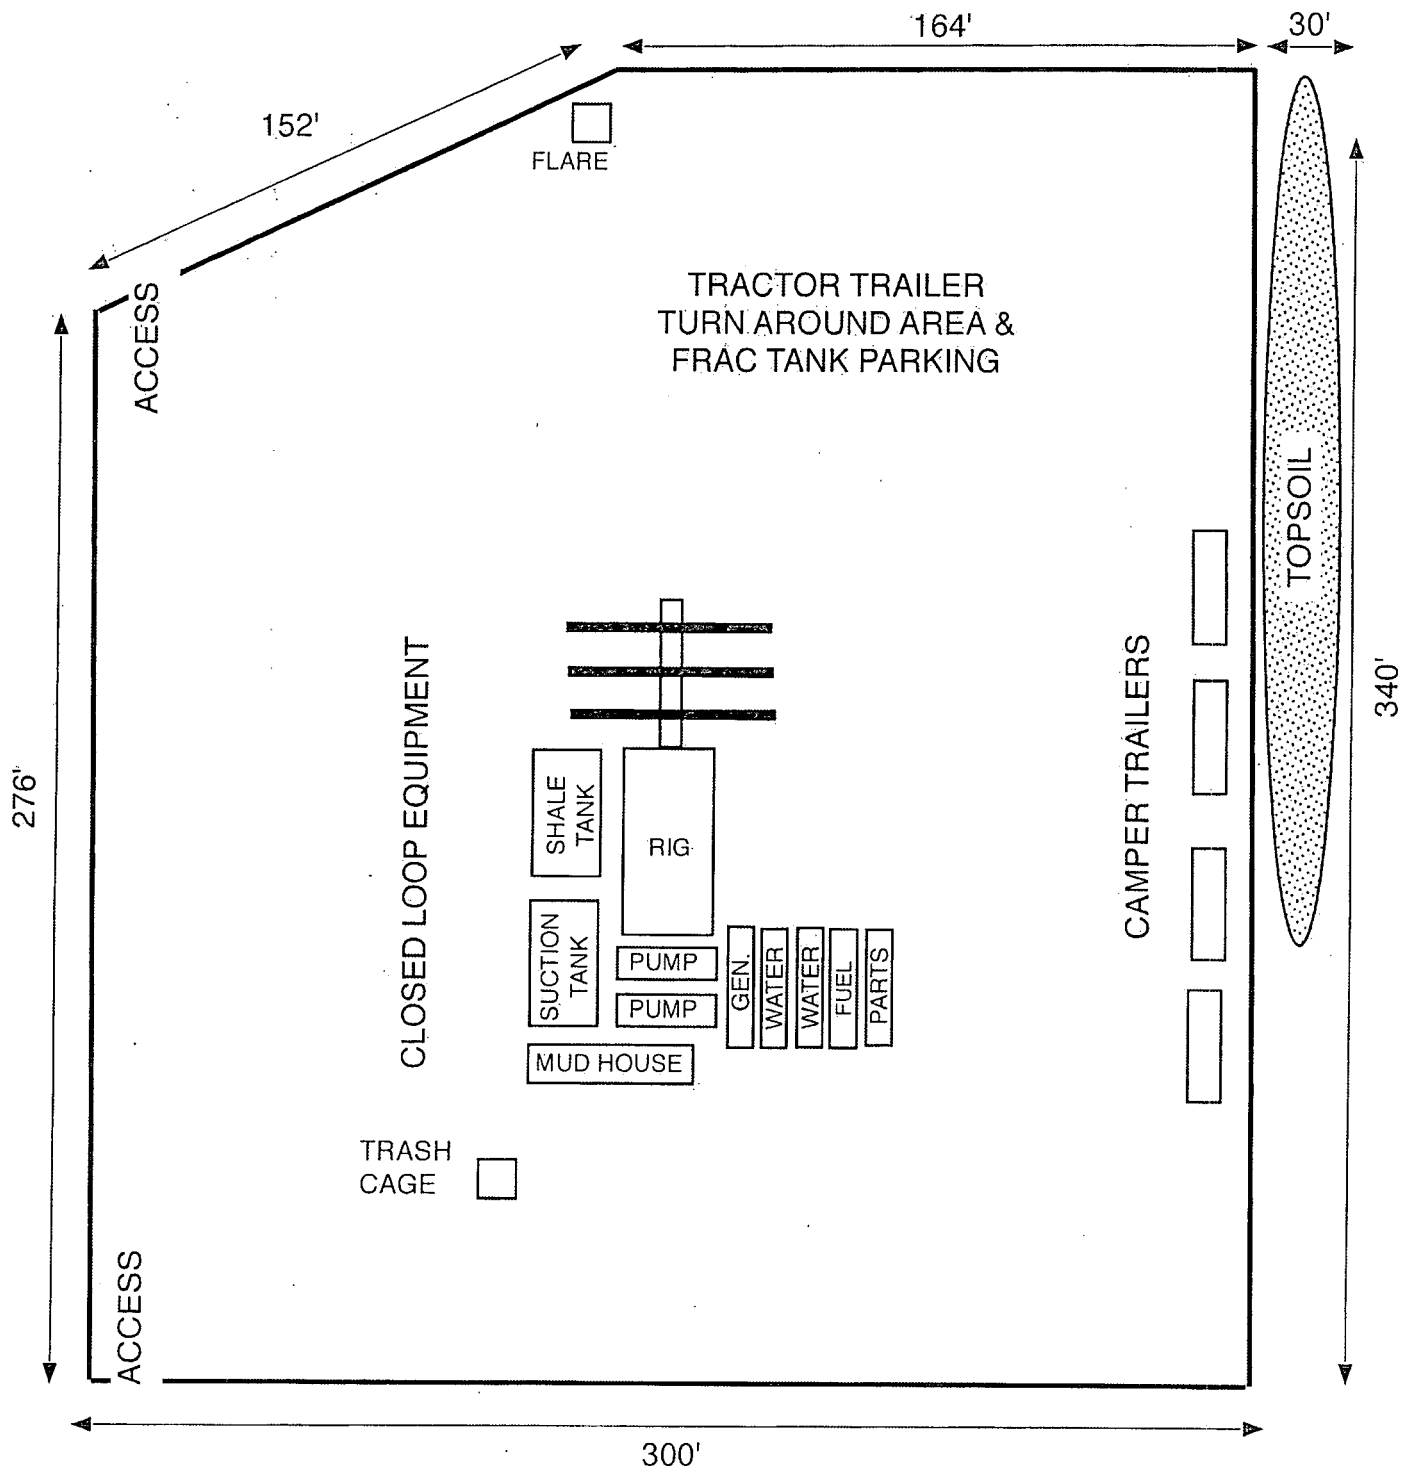 164'
30'
152'
FLARE
ACCESS
TRACTOR TRAILER
TURN AROUND AREA &
FRAC TANK PARKING
TOPSOIL
CLOSED LOOP EQUIPMENT
SHALE
TANK
RIG
CAMPER TRAILERS
340'
276'
SUCTION
TANK
PUMP
PUMP
GEN.
WATER
WATER
FUEL
PARTS
MUD HOUSE
TRASH
CAGE
ACCESS
300'